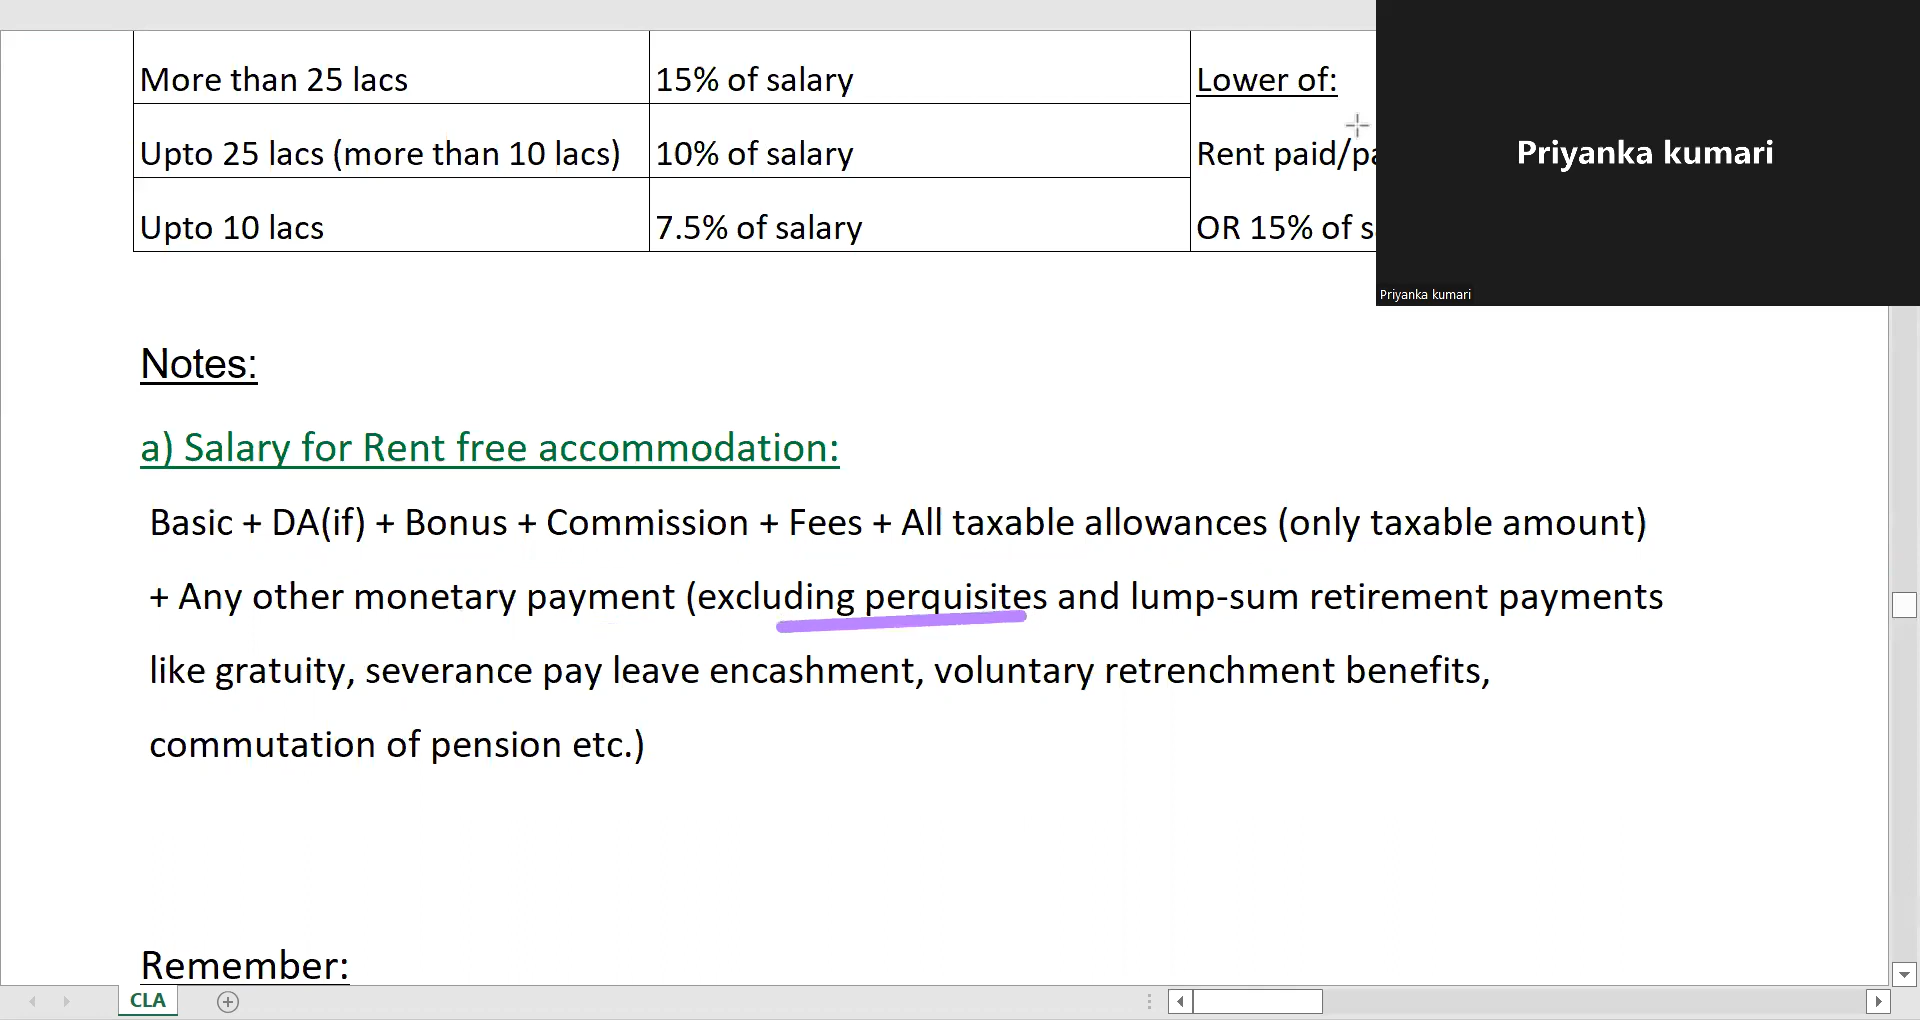 More than 25 lacs
15% of salary
Lower of:
Upto 25 lacs (more than 10 lacs)
10% of salary
Rent paid/
Upto 10 lacs
7.5% of salary
OR 15% of
Priyanka kumari
Priyanka kumari
Notes:
a) Salary for Rent free accommodation:
Basic + DA(if) + Bonus + Commission + Fees + All taxable allowances (only taxable amount)
+ Any other monetary payment (excluding perquisites and lump-sum retirement payments
like gratuity, severance pay leave encashment, voluntary retrenchment benefits,
commutation of pension etc.)
Remember:
CLA